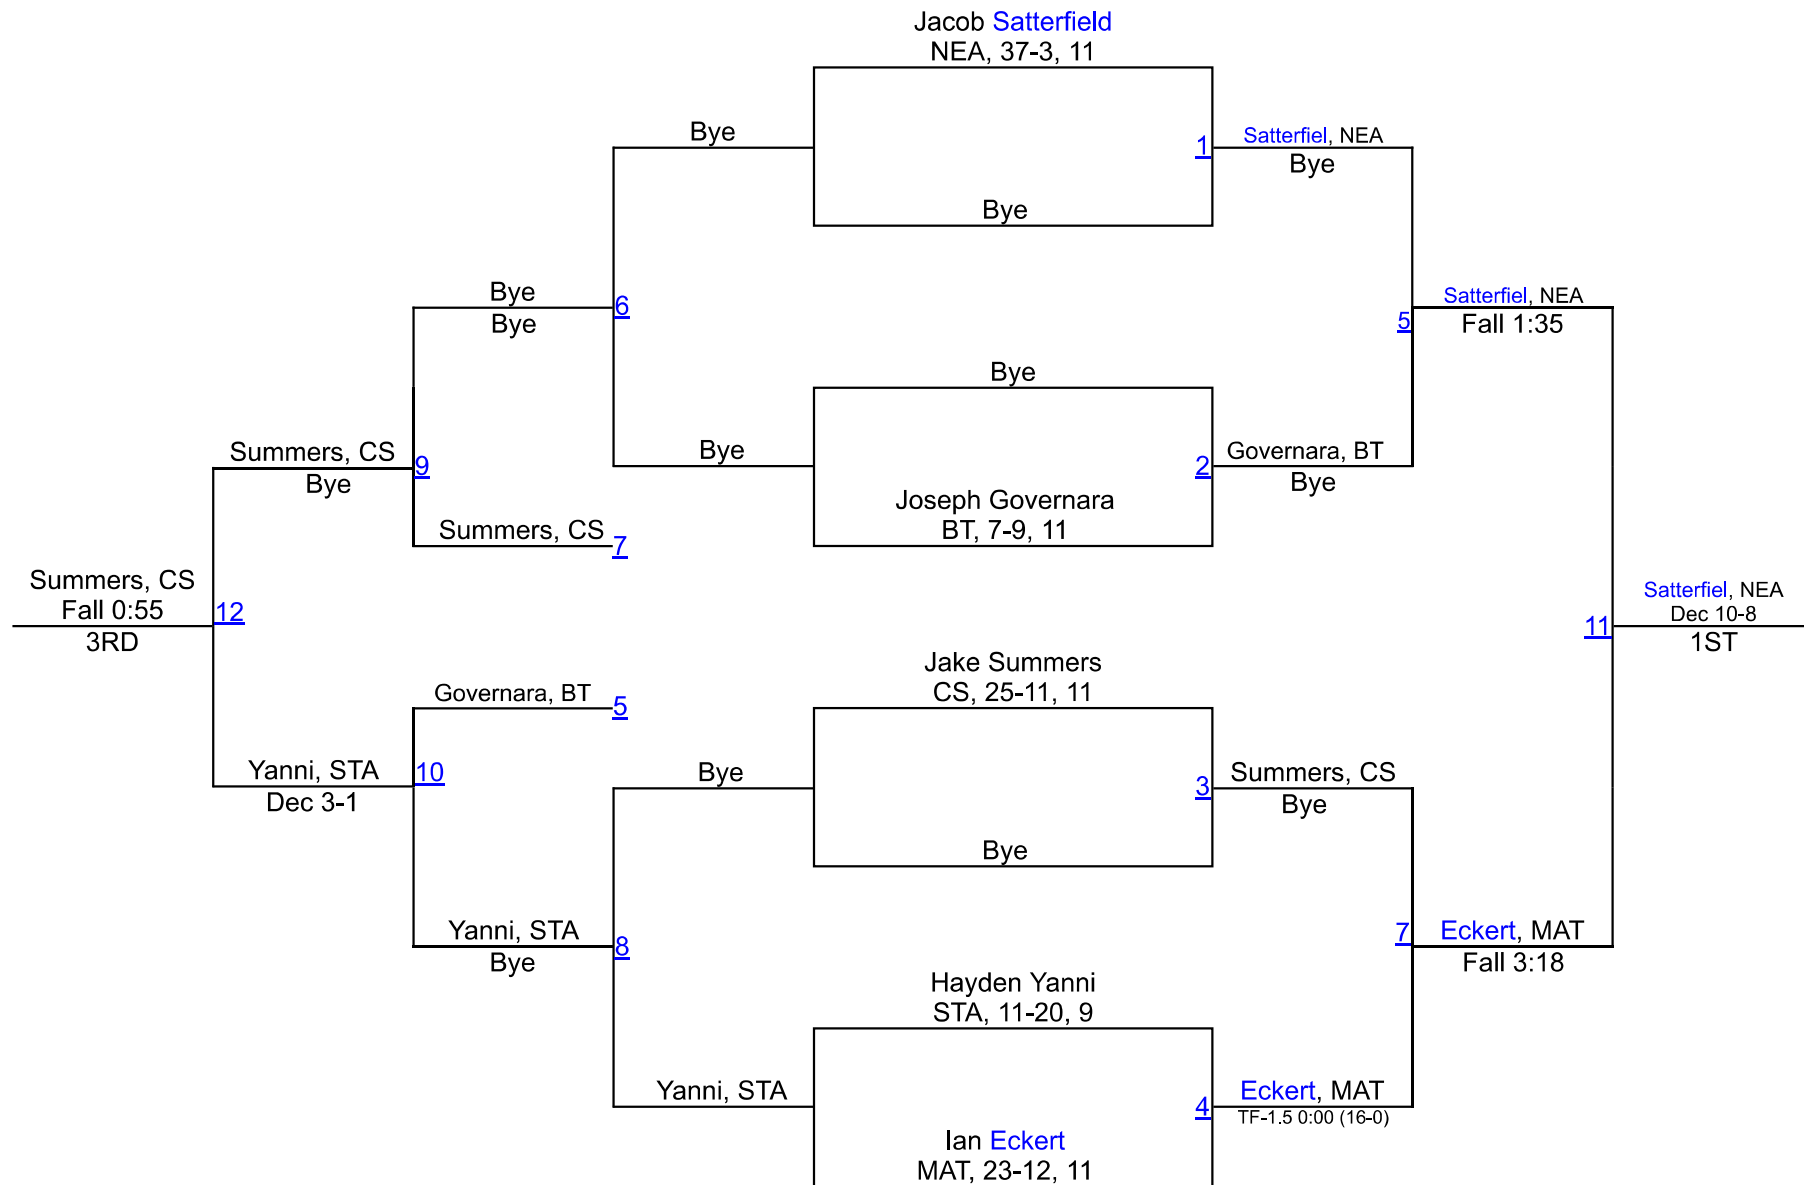 Jacob Satterfield
NEA, 37-3, 11
Bye
1
Satterfiel, NEA
Bye
Bye
Bye
Bye
6
5
Satterfiel, NEA
Fall 1:35
Bye
Summers, CS
Bye
9
Bye
2
Governara, BT
Bye
Joseph Governara
BT, 7-9, 11
Summers, CS
7
Summers, CS
Fall 0:55
3RD
12
11
Satterfiel, NEA
Dec 10-8
1ST
Jake Summers
CS, 25-11, 11
Governara, BT
5
Yanni, STA
Dec 3-1
10
Bye
3
Summers, CS
Bye
Bye
Yanni, STA
Bye
8
7
Eckert, MAT
Fall 3:18
Hayden Yanni
STA, 11-20, 9
Yanni, STA
4
Eckert, MAT
TF-1.5 0:00 (16-0)
Ian Eckert
MAT, 23-12, 11